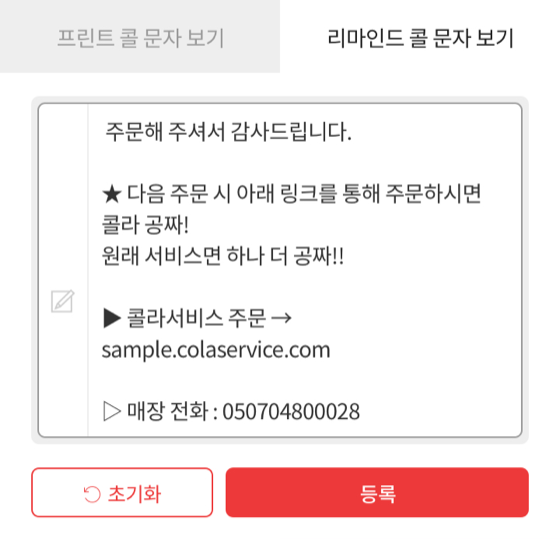 프린트 콜 문자 보기
리마인드 콜 문자 보기
주문해 주셔서 감사드립니다.
★ 다음 주문 시 아래 링크를 통해 주문하시면
콜라 공짜!
원래 서비스면 하나 더 공짜!!
▶ 콜라서비스 주문 →
sample.colaservice.com
▷ 매장 전화 : 050704800028
초기화
등록